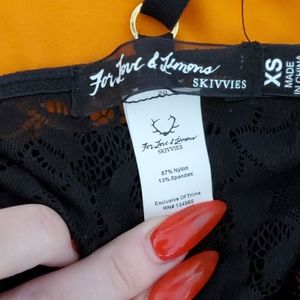 For Love & Lemons
SKIVVIES
XS
MADE
IN CHINA
For Love & Lemons
SKIVVIES
87% Nylon
13% Spandex
Exclusive Of Trims
RN# 134985